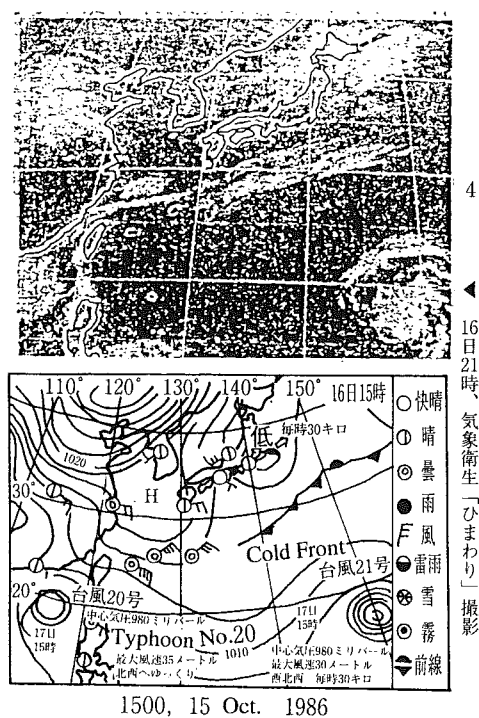 4
◀ 16日21時、気象衛星「ひまわり」撮影
110° 120° 130° 140° 150° 16日15時
低 毎時30キロ
1020
30°
H
Cold Front
台風21号
20°
台風20号
17日
15時
中心気圧980ミリバール
Typhoon No.20
最大風速35メートル
北西へゆっくり
1010
17日
15時
中心気圧980ミリバール
最大風速30メートル
西北西 毎時30キロ
快晴
晴
曇
雨
風
雷雨
雪
霧
前線
1500, 15 Oct. 1986